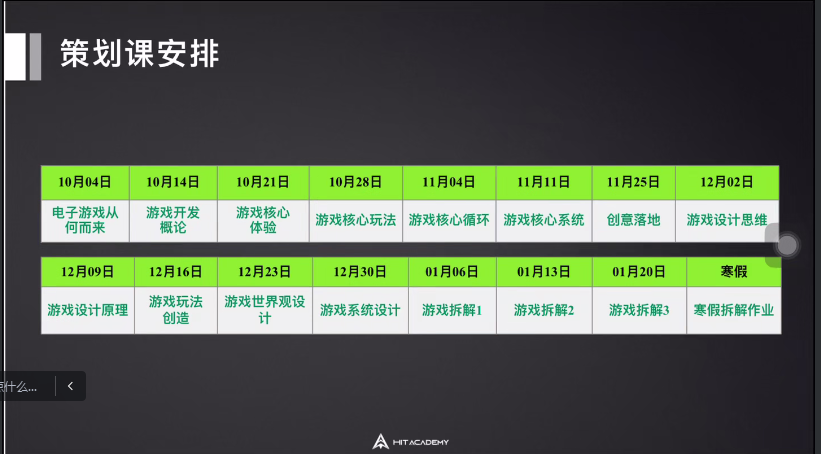 策划课安排
10月04日 10月14日 10月21日 10月28日 11月04日 11月11日 11月25日 12月02日
电子游戏从 游戏开发 游戏核心 游戏核心玩法 游戏核心循环 游戏核心系统 创意落地 游戏设计思维
何而来 概论 体验
12月09日 12月16日 12月23日 12月30日 01月06日 01月13日 01月20日 寒假
游戏设计原理 游戏玩法 游戏世界观设 游戏系统设计 游戏拆解1 游戏拆解2 游戏拆解3 寒假拆解作业
创造 计
什么...
HIT ACADEMY